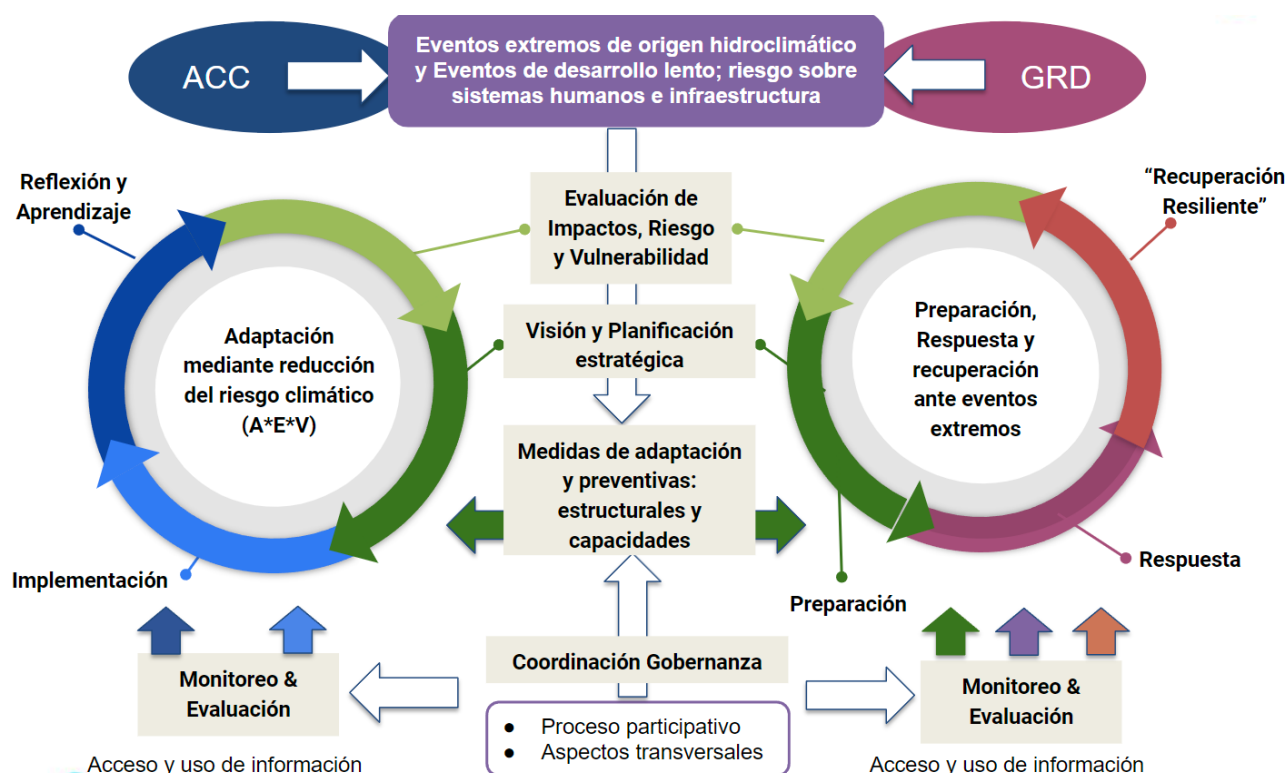 ACC
Eventos extremos de origen hidroclimático
y Eventos de desarrollo lento; riesgo sobre
sistemas humanos e infraestructura
GRD
Reflexión y
Aprendizaje
Evaluación de
Impactos, Riesgo
y Vulnerabilidad
“Recuperación
Resiliente”
Adaptación
mediante reducción
del riesgo climático
(A*E*V)
Visión y Planificación
estratégica
Preparación,
Respuesta y
recuperación
ante eventos
extremos
Medidas de adaptación
y preventivas:
estructurales y
capacidades
Implementación
Preparación
Respuesta
Coordinación Gobernanza
Monitoreo &
Evaluación
● Proceso participativo
● Aspectos transversales
Monitoreo &
Evaluación
Acceso y uso de información
Acceso y uso de información